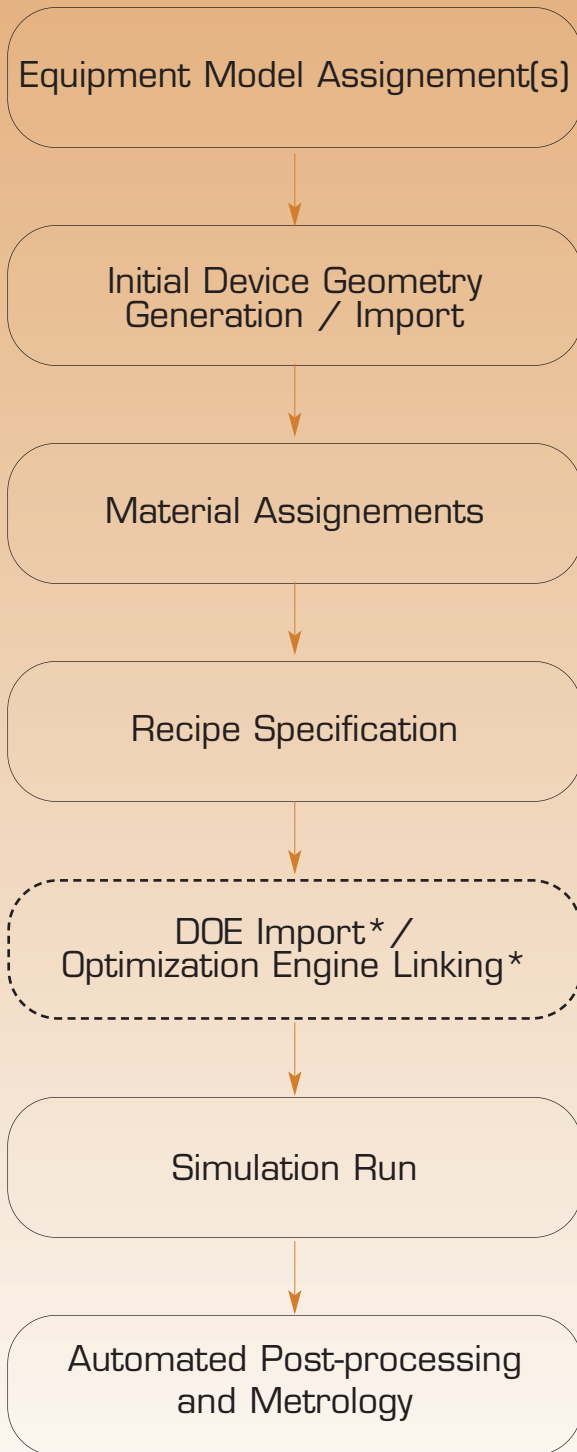 Equipment Model Assignement(s)
Initial Device Geometry
Generation / Import
Material Assignements
Recipe Specification
DOE Import*/
Optimization Engine Linking*
Simulation Run
Automated Post-processing
and Metrology